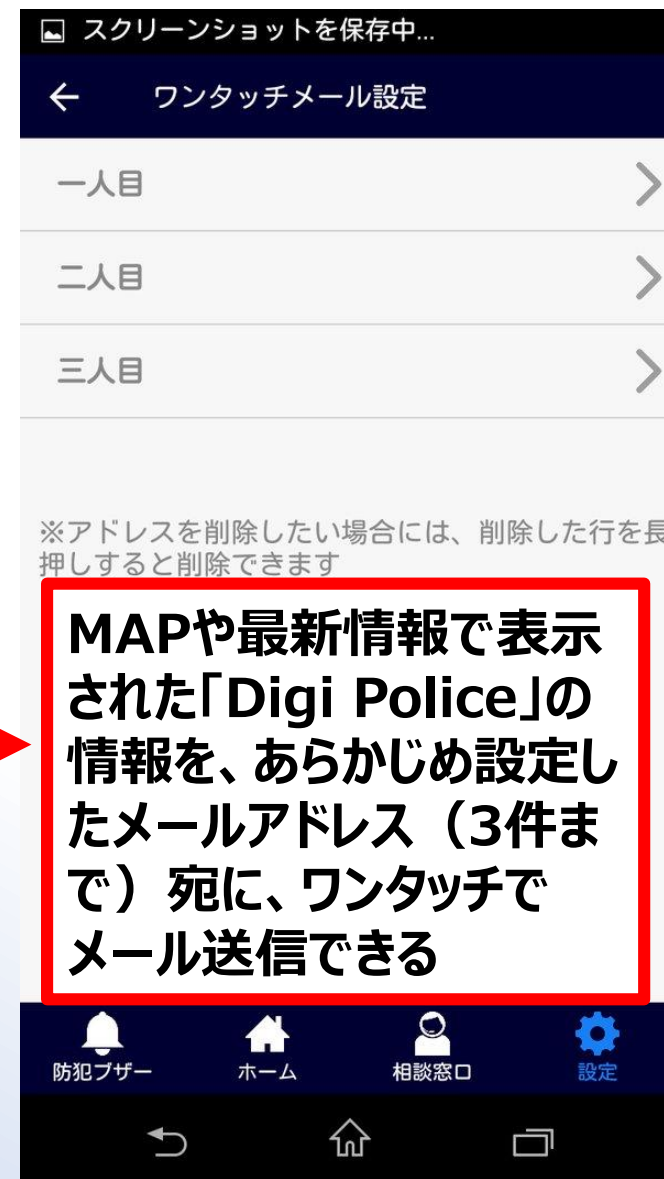 スクリーンショットを保存中...
ワンタッチメール設定
一人目
二人目
三人目
※アドレスを削除したい場合には、削除した行を長
押しすると削除できます
MAPや最新情報で表示
された「Digi Police」の
情報を、あらかじめ設定し
たメールアドレス（3件ま
で）宛に、ワンタッチで
メール送信できる
防犯ブザー
ホーム
相談窓口
設定